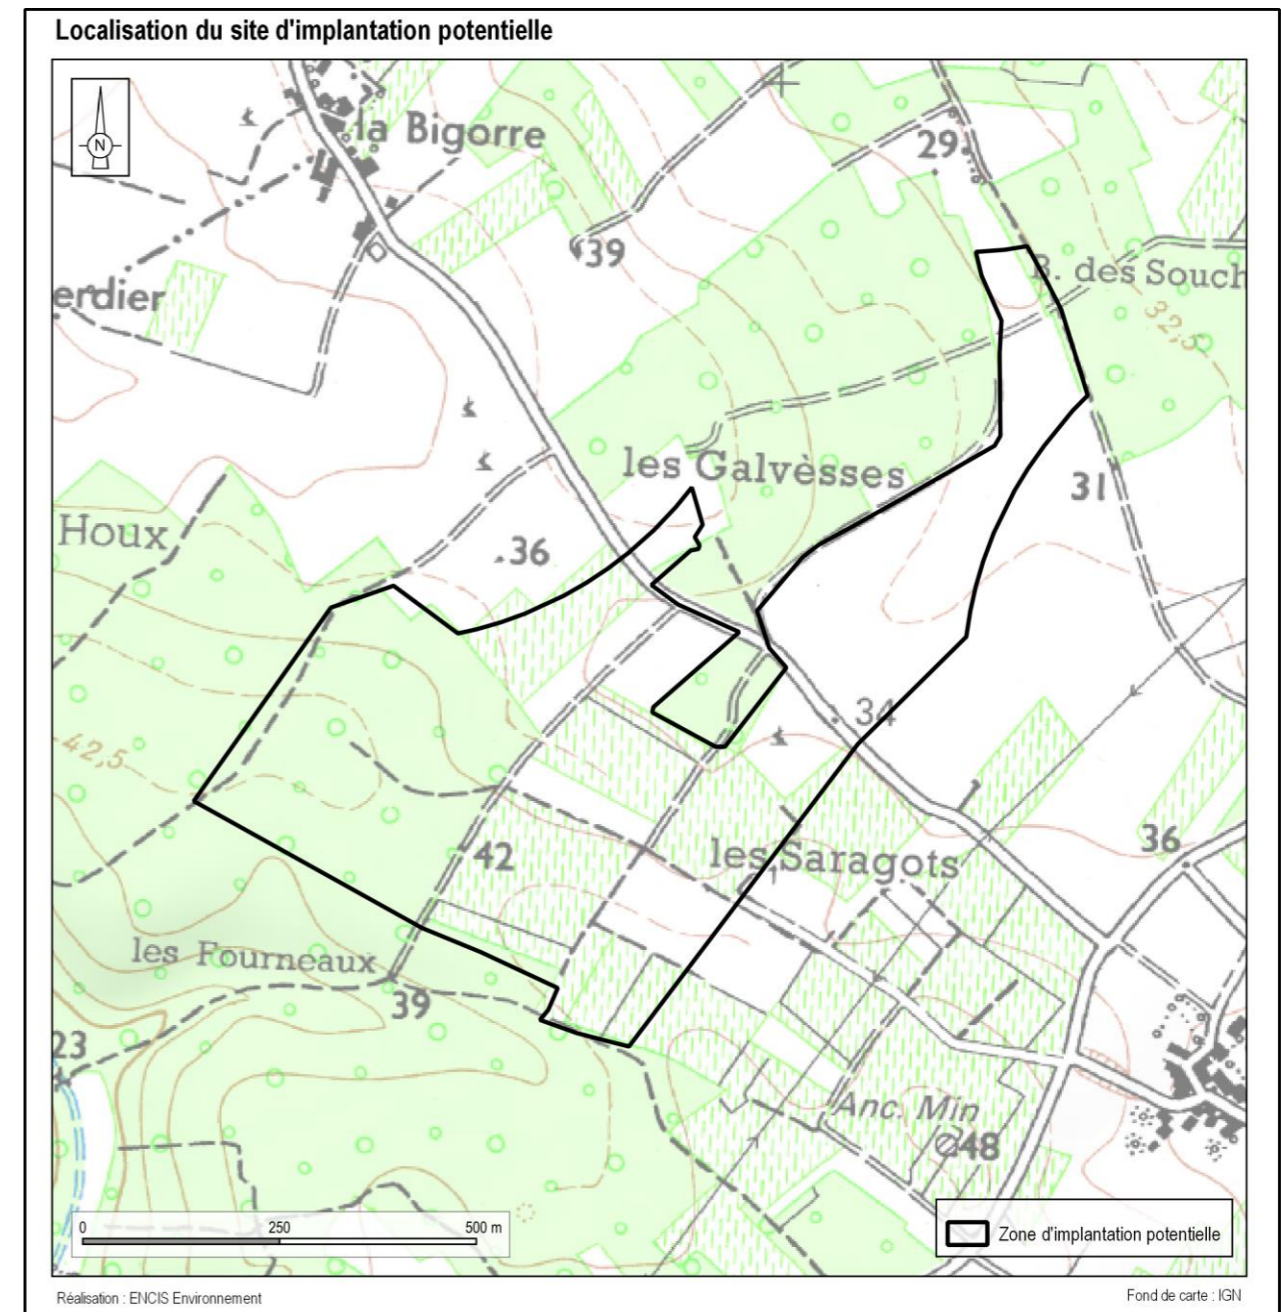 Localisation du site d'implantation potentielle
N
la Bigorre
29
39
B. des Souch
erdier
32,5
les Galvèsses
31
Houx
36
34
42,5
1
36
les Saragots
42
1
les Fourneaux
39
23
Anc. Min
48
0 250 500 m
Zone d'implantation potentielle
Réalisation : ENCIS Environnement
Fond de carte : IGN